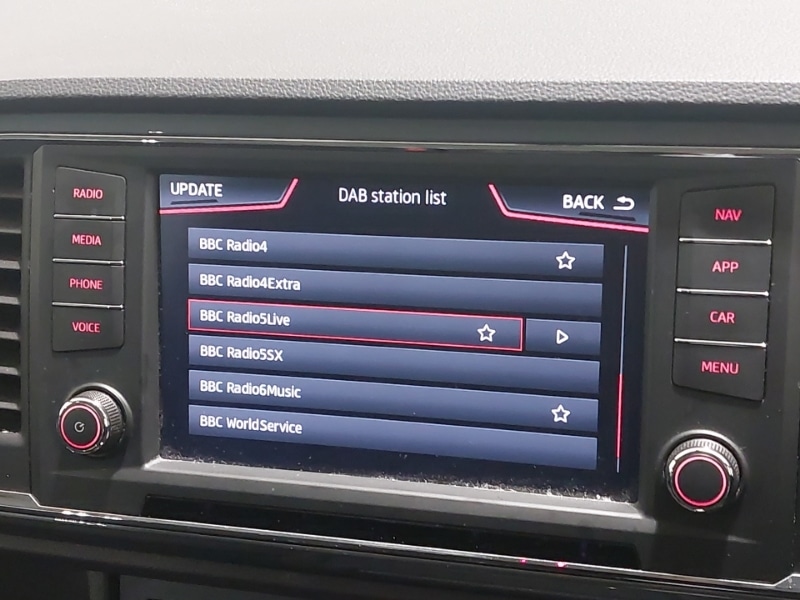 UPDATE
DAB station list
BACK
RADIO
MEDIA
PHONE
VOICE
BBC Radio4
BBC Radio4Extra
BBC Radio5Live
BBC Radio5SX
BBC Radio6Music
BBC WorldService
NAV
APP
CAR
MENU